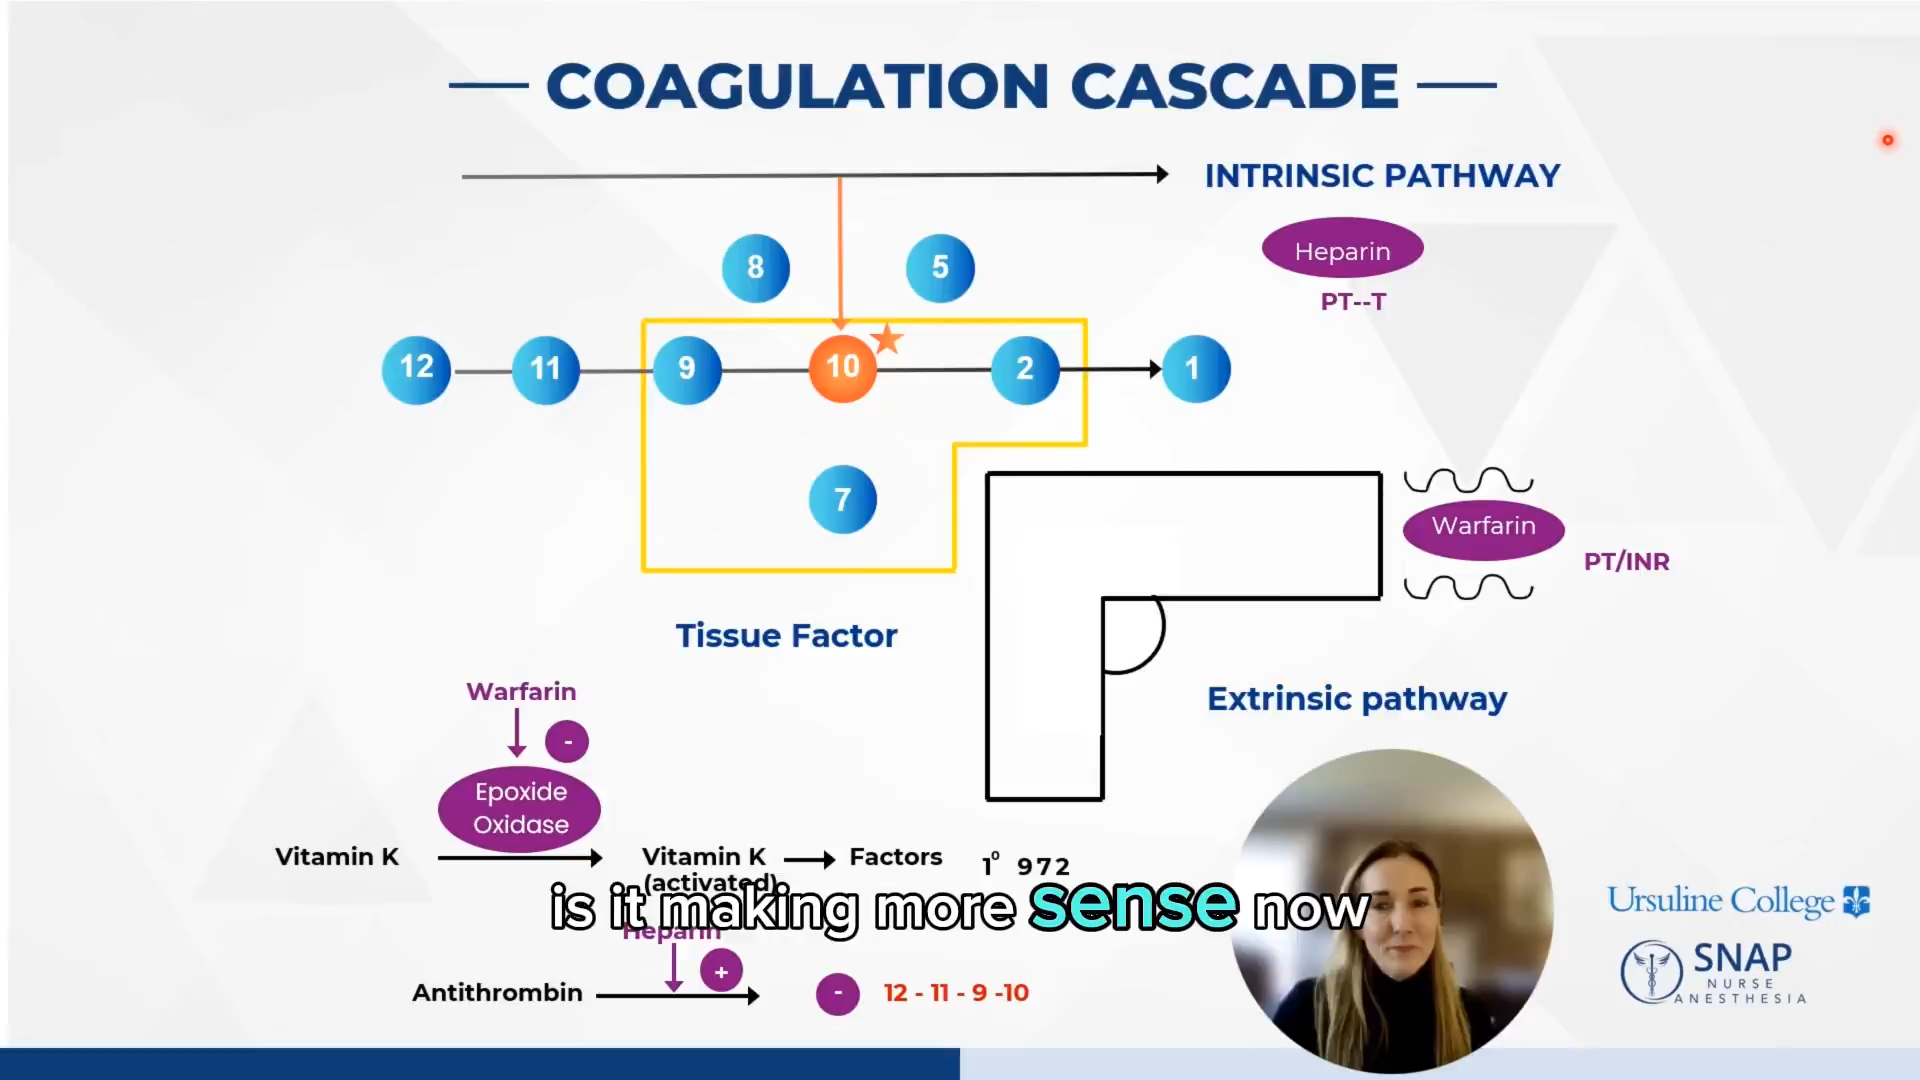 COAGULATION CASCADE
INTRINSIC PATHWAY
Heparin
PT--T
8
5
12
11
9
10
2
1
7
Warfarin
PT/INR
Tissue Factor
Extrinsic pathway
Warfarin
-
Epoxide
Oxidase
Vitamin K
Vitamin K
(activated)
Factors
1° 972
is it making more sense now
Heparin
+
Antithrombin
-
12 - 11 - 9 -10
Ursuline College
SNAP
NURSE
ANESTHESIA